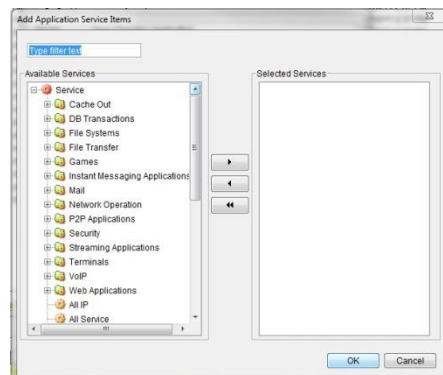 Add Application Service Items
Type filter text
Available Services
Selected Services
Service
Cache Out
DB Transactions
File Systems
File Transfer
Games
Instant Messaging Applications
Mail
Network Operation
P2P Applications
Security
Streaming Applications
Terminals
VoIP
Web Applications
All IP
All Service
OK
Cancel